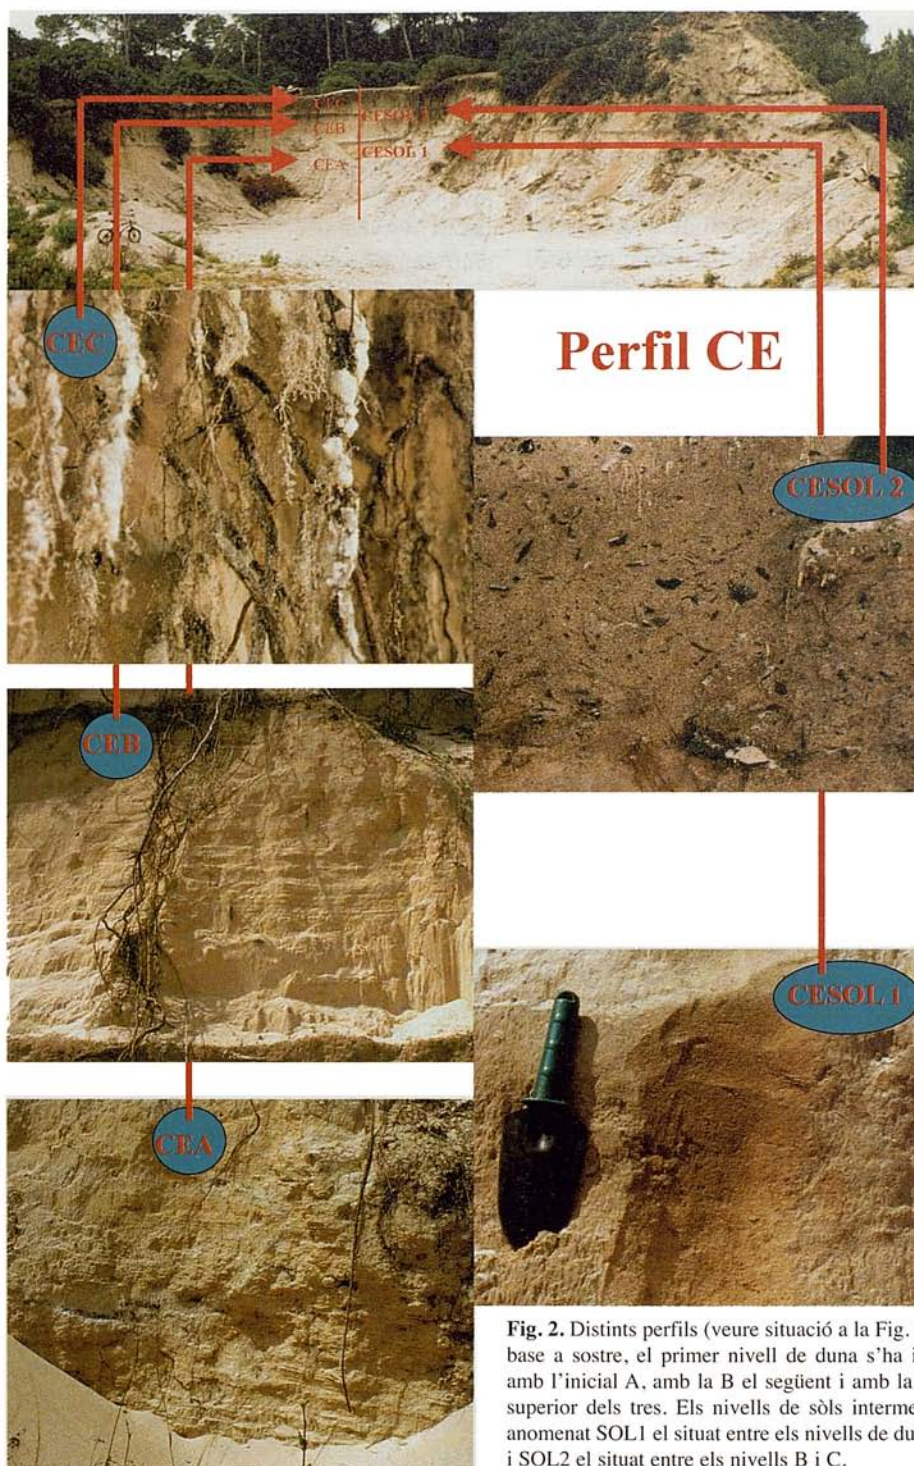 CEC
CEB
CEA
CESOL 2
CESOL 1
CEC
Perfil CE
CESOL 2
CEB
CESOL 1
CEA
Fig. 2. Distints perfils (veure situació a la Fig.
base a sostre, el primer nivell de duna s'ha
amb l'inicial A, amb la B el següent i amb la
superior dels tres. Els nivells de sòls
anomenat SOL1 el situat entre els nivells de
i SOL2 el situat entre els nivells B i C.